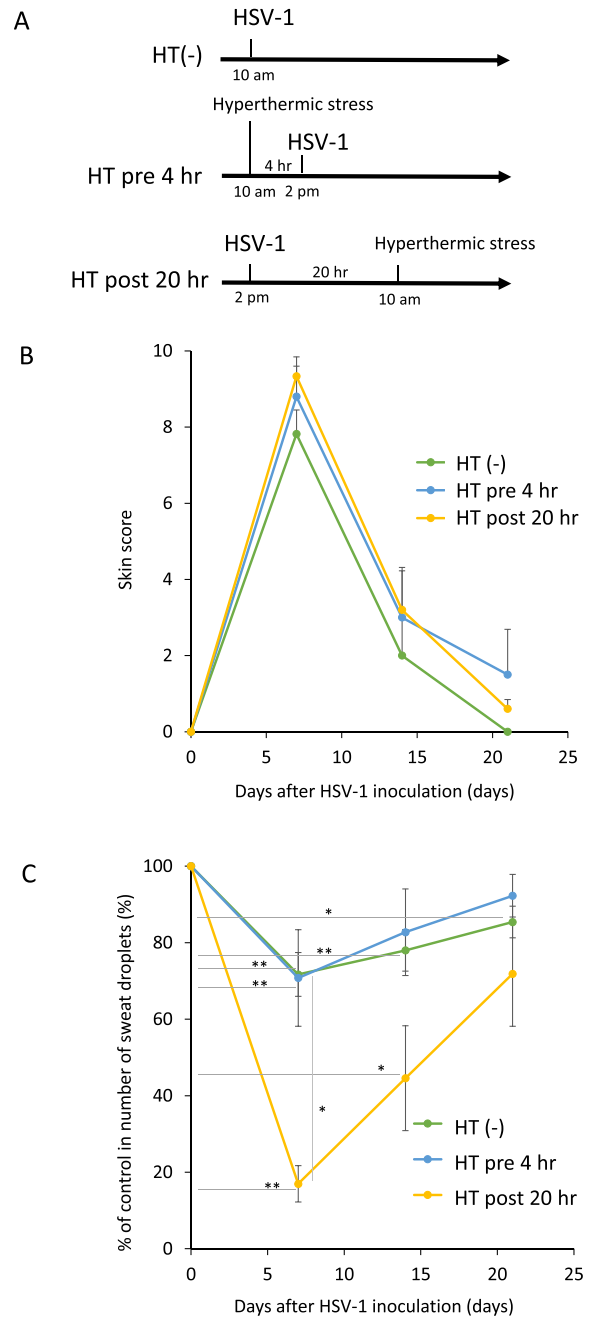 A
HSV-1
HT(-)
10 am
Hyperthermic stress
HSV-1
4 hr
HT pre 4 hr
10 am 2 pm
HSV-1 Hyperthermic stress
20 hr
HT post 20 hr
2 pm 10 am
B
10
8
6
4
2
0
Skin score
HT (-)
HT pre 4 hr
HT post 20 hr
0 5 10 15 20 25
Days after HSV-1 inoculation (days)
C
100
80
60
40
20
0
% of control in number of sweat droplets (%)
*
**
**
**
*
*
**
HT (-)
HT pre 4 hr
HT post 20 hr
0 5 10 15 20 25
Days after HSV-1 inoculation (days)